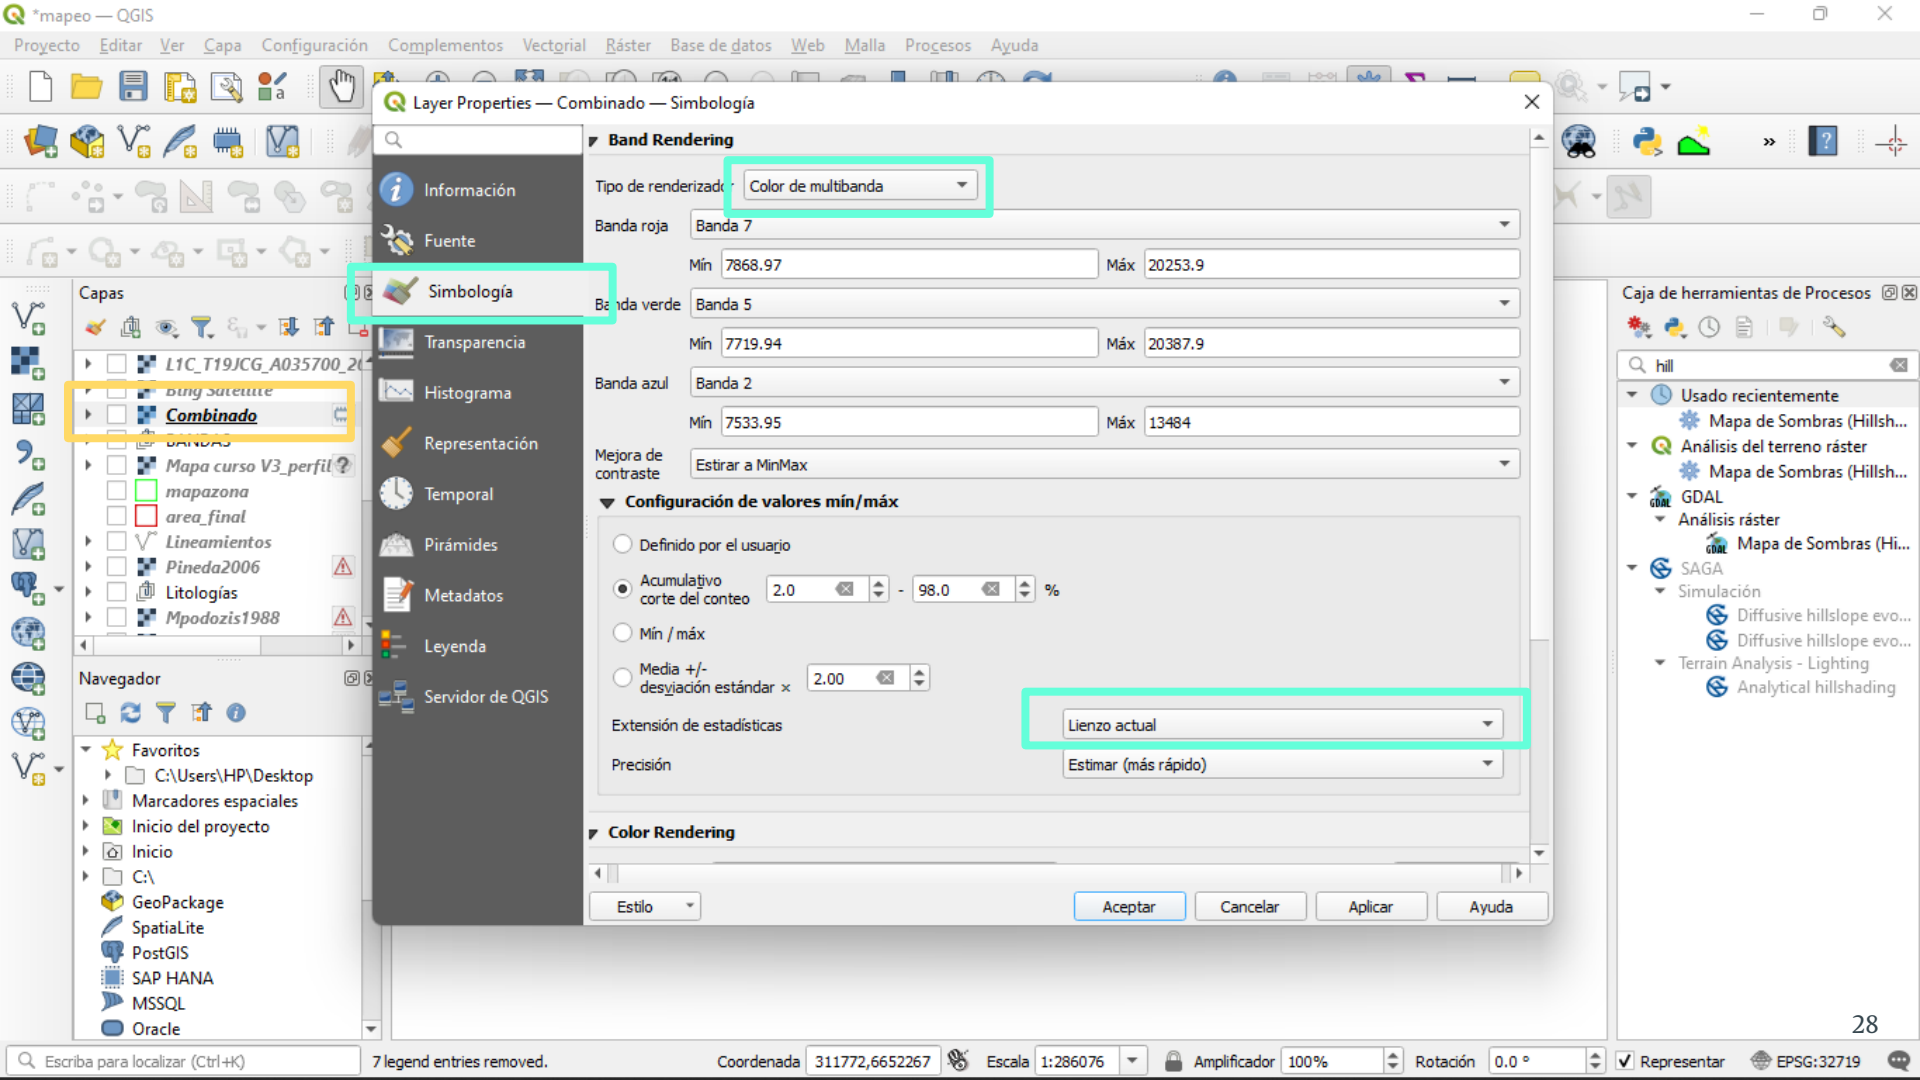 *mapeo — QGIS
Proyecto Editar Ver Capa Configuración Complementos Vectorial Ráster Base de datos Web Malla Procesos Ayuda
Layer Properties — Combinado — Simbología
Información
Fuente
Simbología
Transparencia
Histograma
Representación
Temporal
Pirámides
Metadatos
Leyenda
Servidor de QGIS
Band Rendering
Tipo de renderizador Color de multibanda
Banda roja Banda 7
Mín 7868.97 Máx 20253.9
Banda verde Banda 5
Mín 7719.94 Máx 20387.9
Banda azul Banda 2
Mín 7533.95 Máx 13484
Mejora de contraste Estirar a MinMax
Configuración de valores mín/máx
Definido por el usuario
Acumulativo corte del conteo 2.0 - 98.0 %
Mín / máx
Media +/- desviación estándar × 2.00
Extensión de estadísticas Lienzo actual
Precisión Estimar (más rápido)
Color Rendering
Estilo Aceptar Cancelar Aplicar Ayuda
Capas
L1C_T19JCG_A035700_20
Bing Satellite
Combinado
BANDAS
Mapa curso V3_perfil
mapazona
area_final
Lineamientos
Pineda2006
Litologías
Mpodozis1988
Navegador
Favoritos
C:\Users\HP\Desktop
Marcadores espaciales
Inicio del proyecto
Inicio
C:\
GeoPackage
SpatiaLite
PostGIS
SAP HANA
MSSQL
Oracle
Caja de herramientas de Procesos
hill
Usado recientemente
Mapa de Sombras (Hillsh...
Análisis del terreno ráster
Mapa de Sombras (Hillsh...
GDAL
Análisis ráster
Mapa de Sombras (Hi...
SAGA
Simulación
Diffusive hillslope evo...
Diffusive hillslope evo...
Terrain Analysis - Lighting
Analytical hillshading
28
Escriba para localizar (Ctrl+K) 7 legend entries removed. Coordenada 311772,6652267 Escala 1:286076 Amplificador 100% Rotación 0.0 ° Representar EPSG:32719